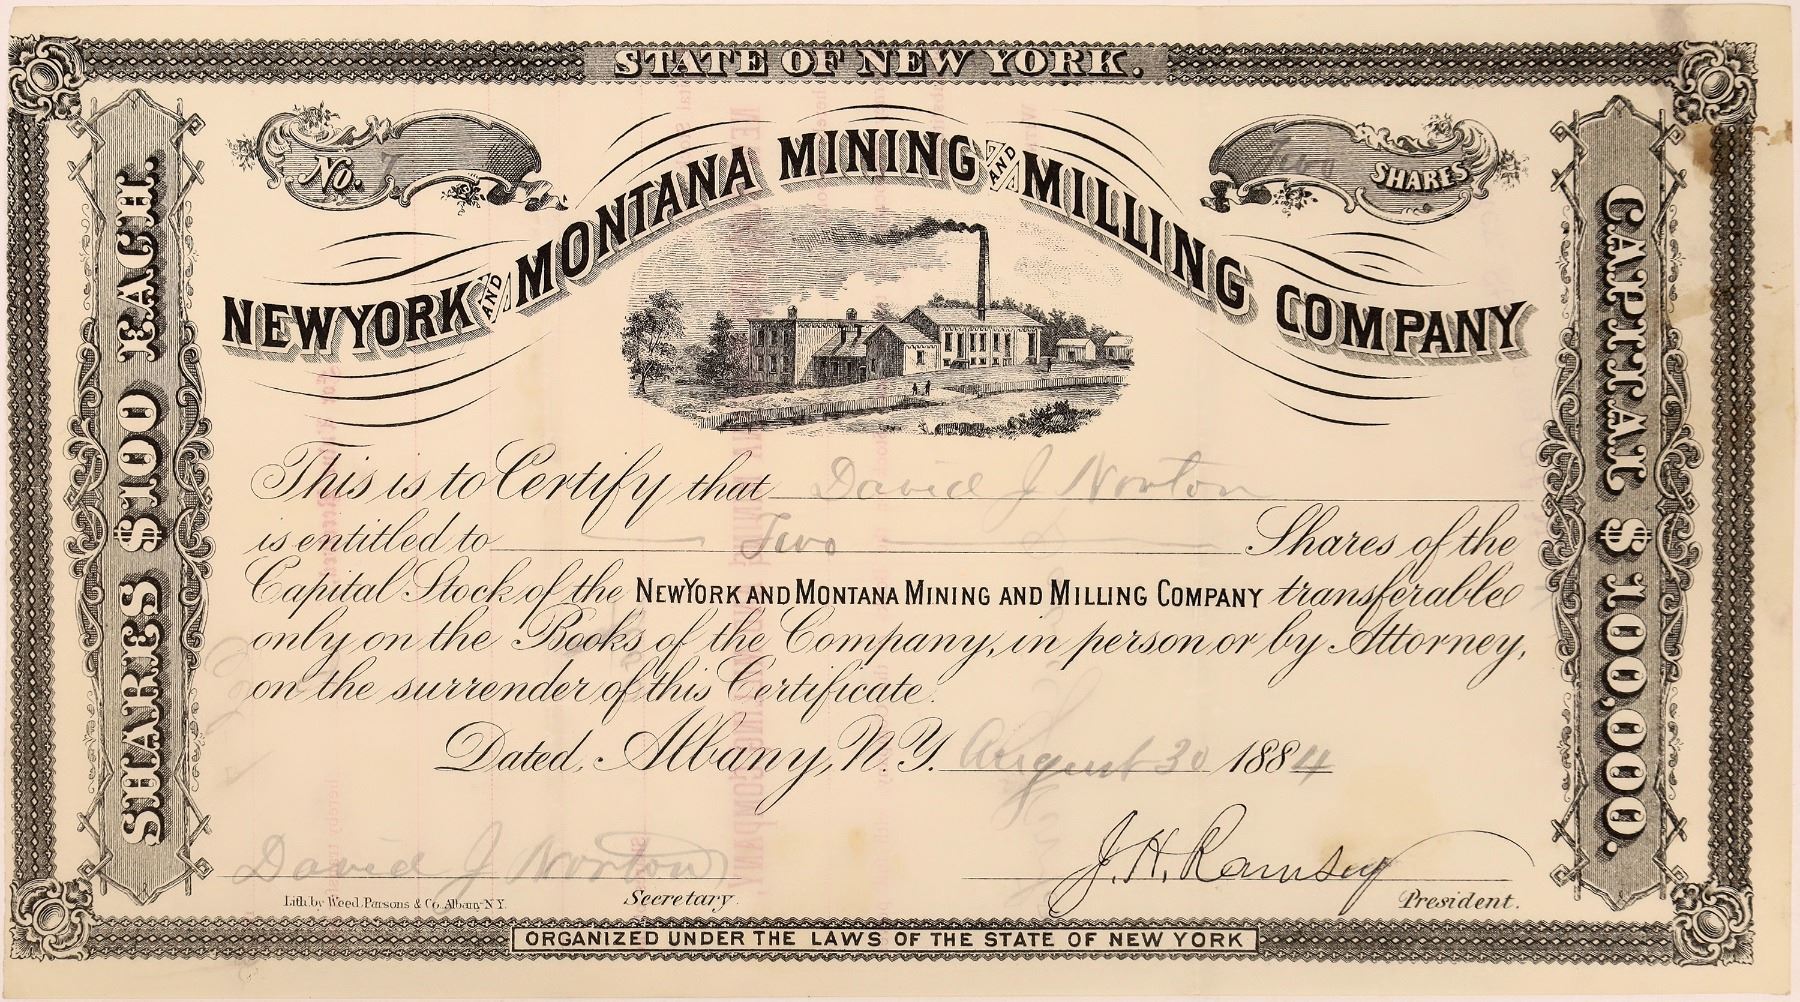 STATE OF NEW YORK.
No. 7
Two SHARES
NEW YORK AND MONTANA MINING AND MILLING COMPANY
SHARES $100 EACH.
CAPITAL $100,000.
This is to Certify that David J Norton
is entitled to Two Shares of the
Capital Stock of the NEW YORK AND MONTANA MINING AND MILLING COMPANY transferable
only on the Books of the Company, in person or by Attorney,
on the surrender of this Certificate.
Dated, Albany, N.Y. August 30 1884
David J Norton J. H. Ramsey
Lith. by Weed, Parsons & Co. Albany N.Y. Secretary. President.
ORGANIZED UNDER THE LAWS OF THE STATE OF NEW YORK